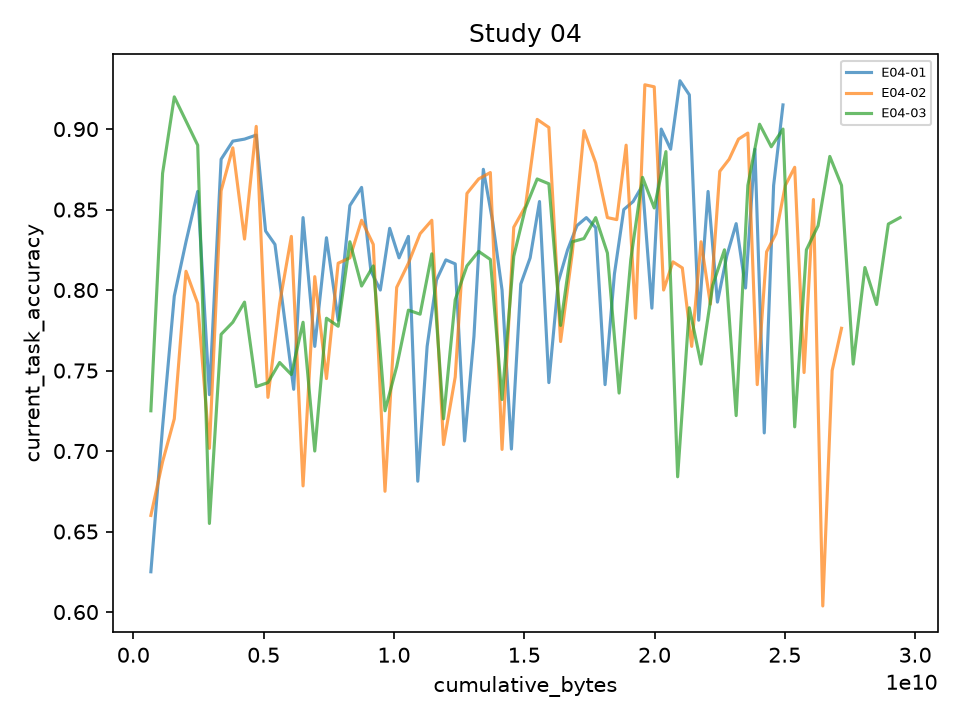 Study 04
E04-01
E04-02
E04-03
current_task_accuracy
0.90
0.85
0.80
0.75
0.70
0.65
0.60
0.0 0.5 1.0 1.5 2.0 2.5 3.0
1e10
cumulative_bytes